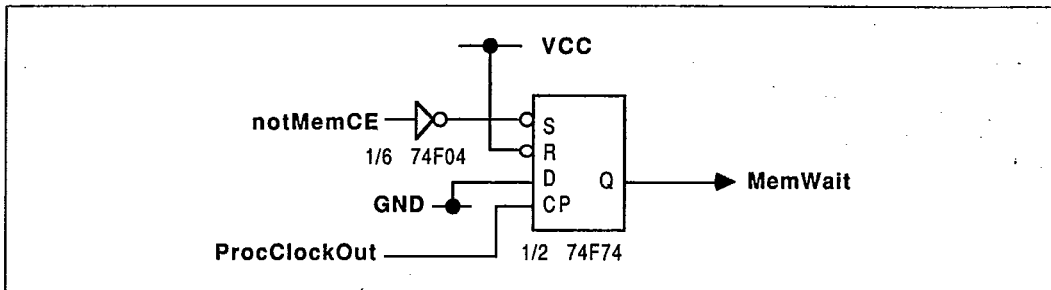 VCC
notMemCE
S
1/6 74F04
R
D
Q
MemWait
GND
CP
ProcClockOut
1/2 74F74